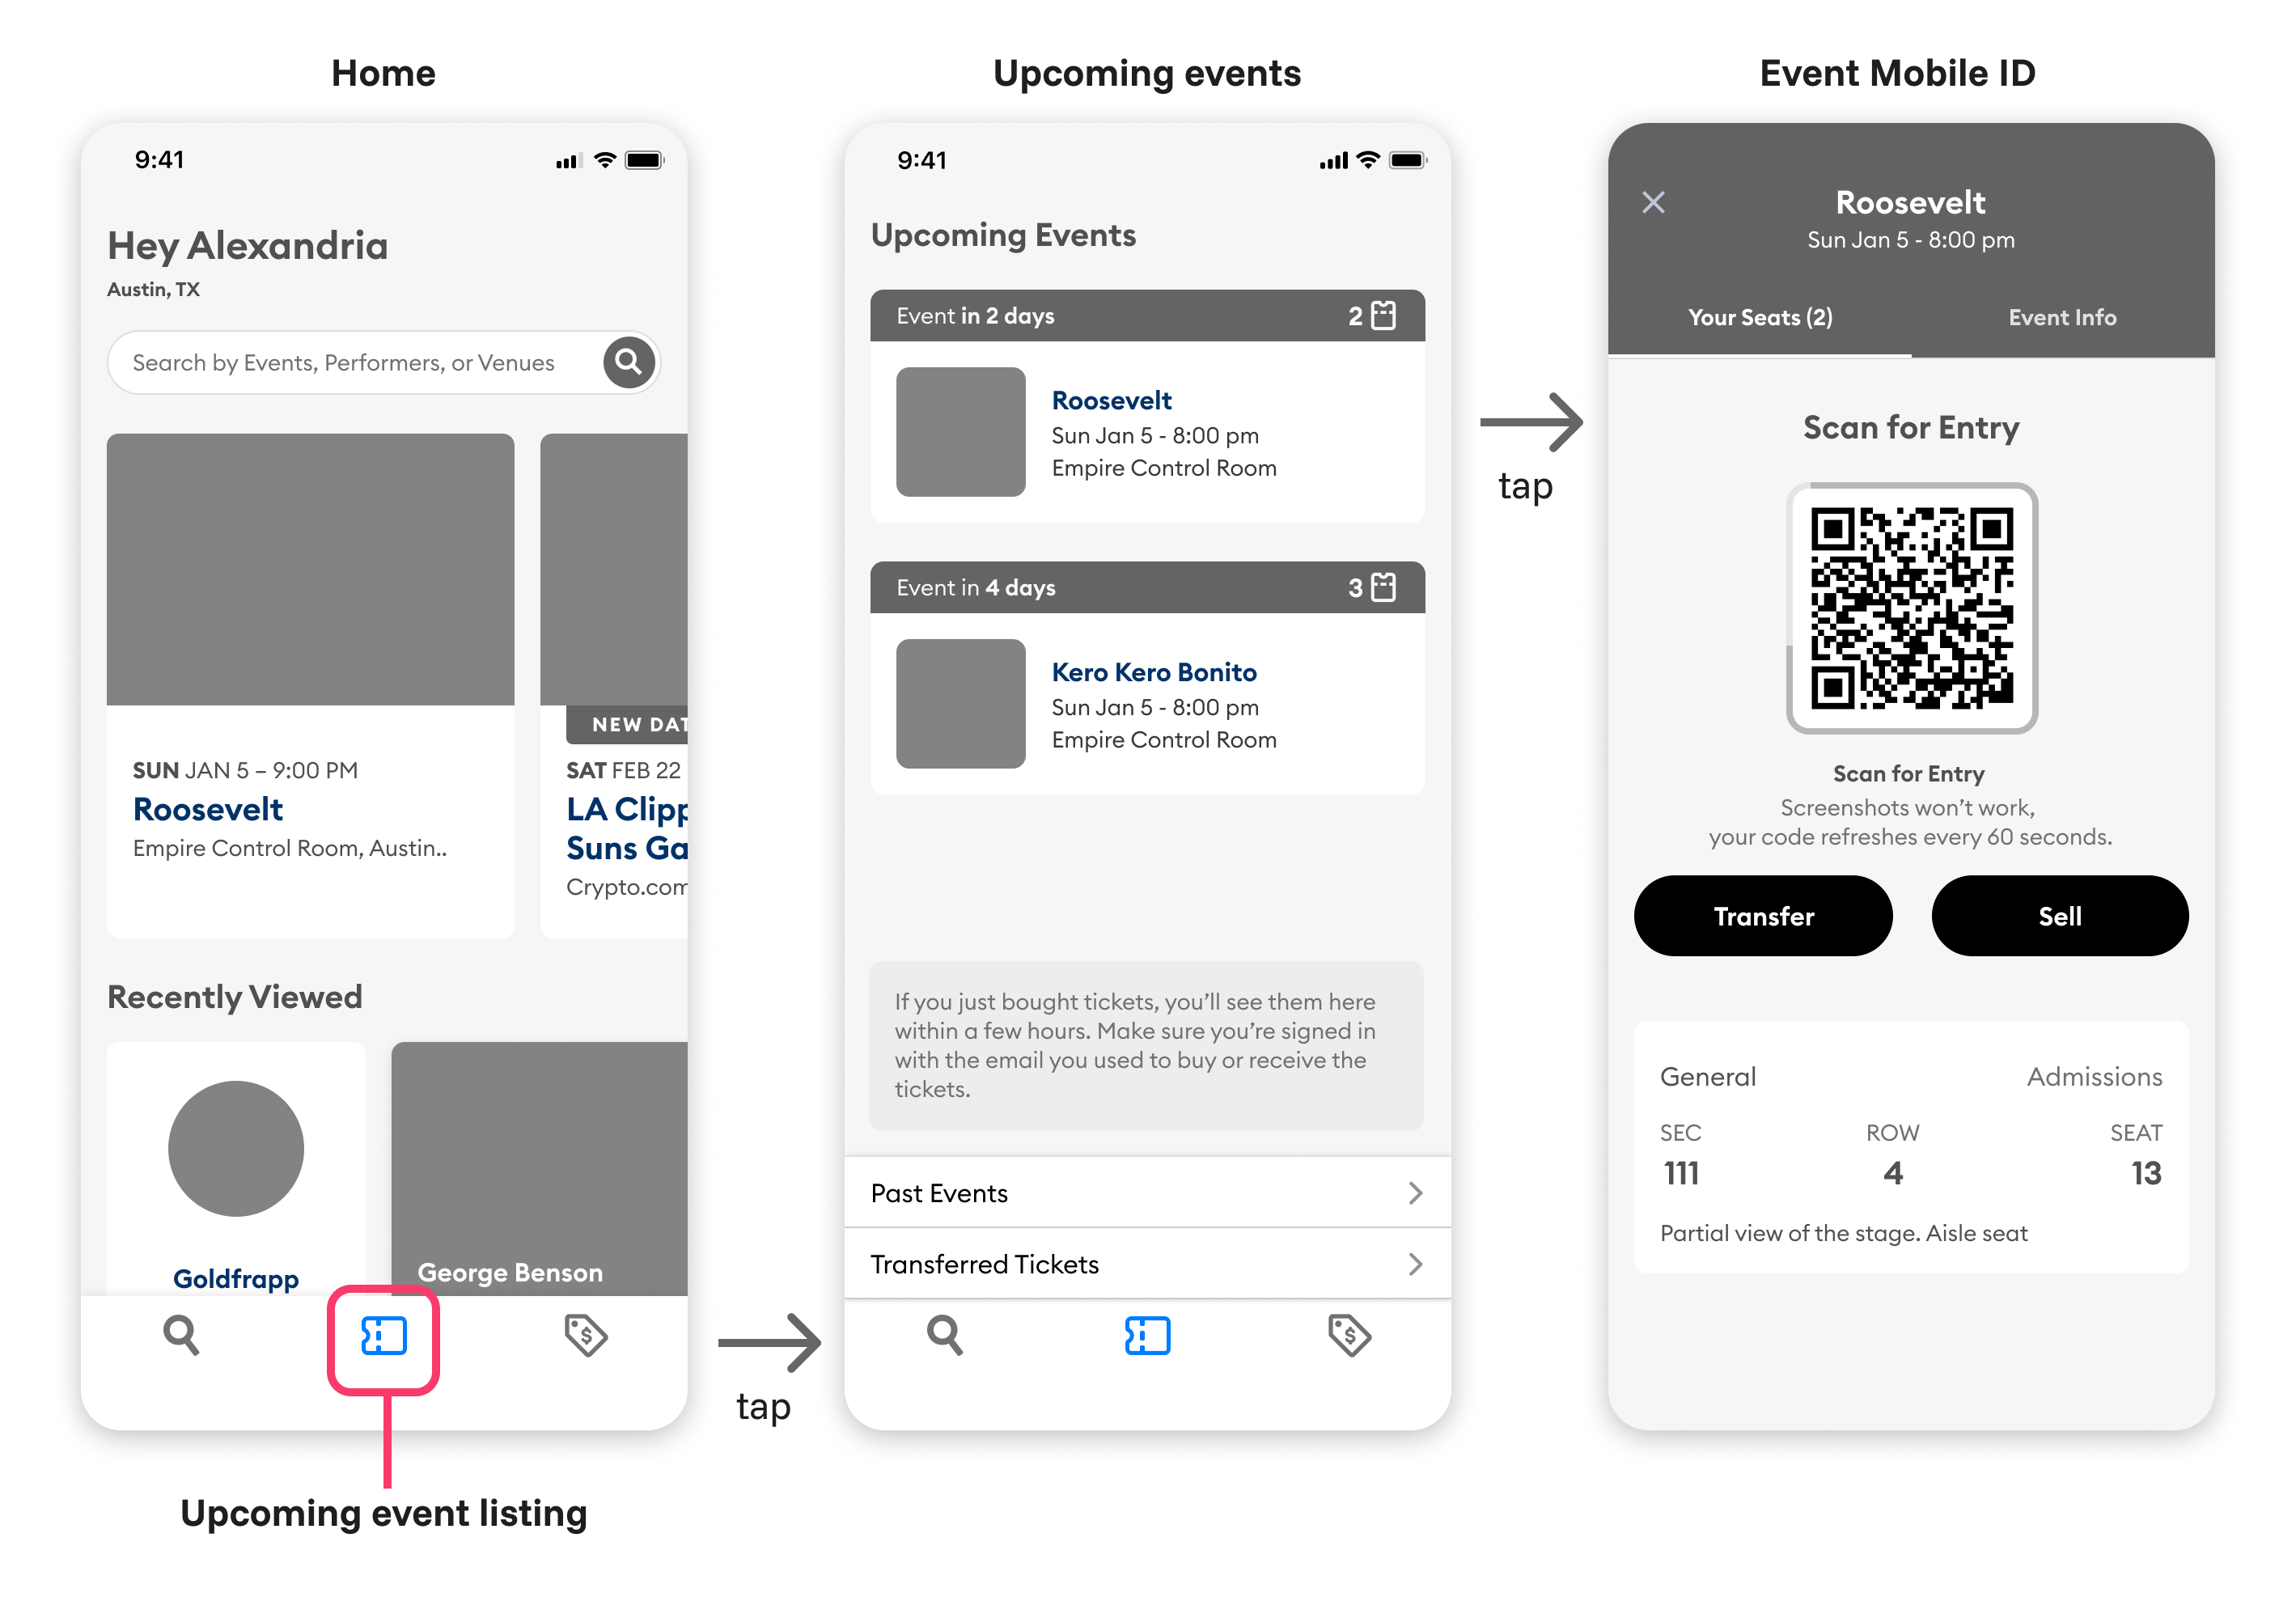 Home
9:41
Hey Alexandria
Austin, TX
Search by Events, Performers, or Venues
SUN JAN 5 – 9:00 PM
Roosevelt
Empire Control Room, Austin..
NEW DAT
SAT FEB 22
LA Clipp
Suns Ga
Crypto.com
Recently Viewed
Goldfrapp
George Benson
$
Upcoming event listing
tap
Upcoming events
9:41
Upcoming Events
Event in 2 days 2
Roosevelt
Sun Jan 5 - 8:00 pm
Empire Control Room
Event in 4 days 3
Kero Kero Bonito
Sun Jan 5 - 8:00 pm
Empire Control Room
If you just bought tickets, you’ll see them here
within a few hours. Make sure you’re signed in
with the email you used to buy or receive the
tickets.
Past Events
Transferred Tickets
$
tap
Event Mobile ID
Roosevelt
Sun Jan 5 - 8:00 pm
Your Seats (2) Event Info
Scan for Entry
Scan for Entry
Screenshots won’t work,
your code refreshes every 60 seconds.
Transfer Sell
General Admissions
SEC ROW SEAT
111 4 13
Partial view of the stage. Aisle seat